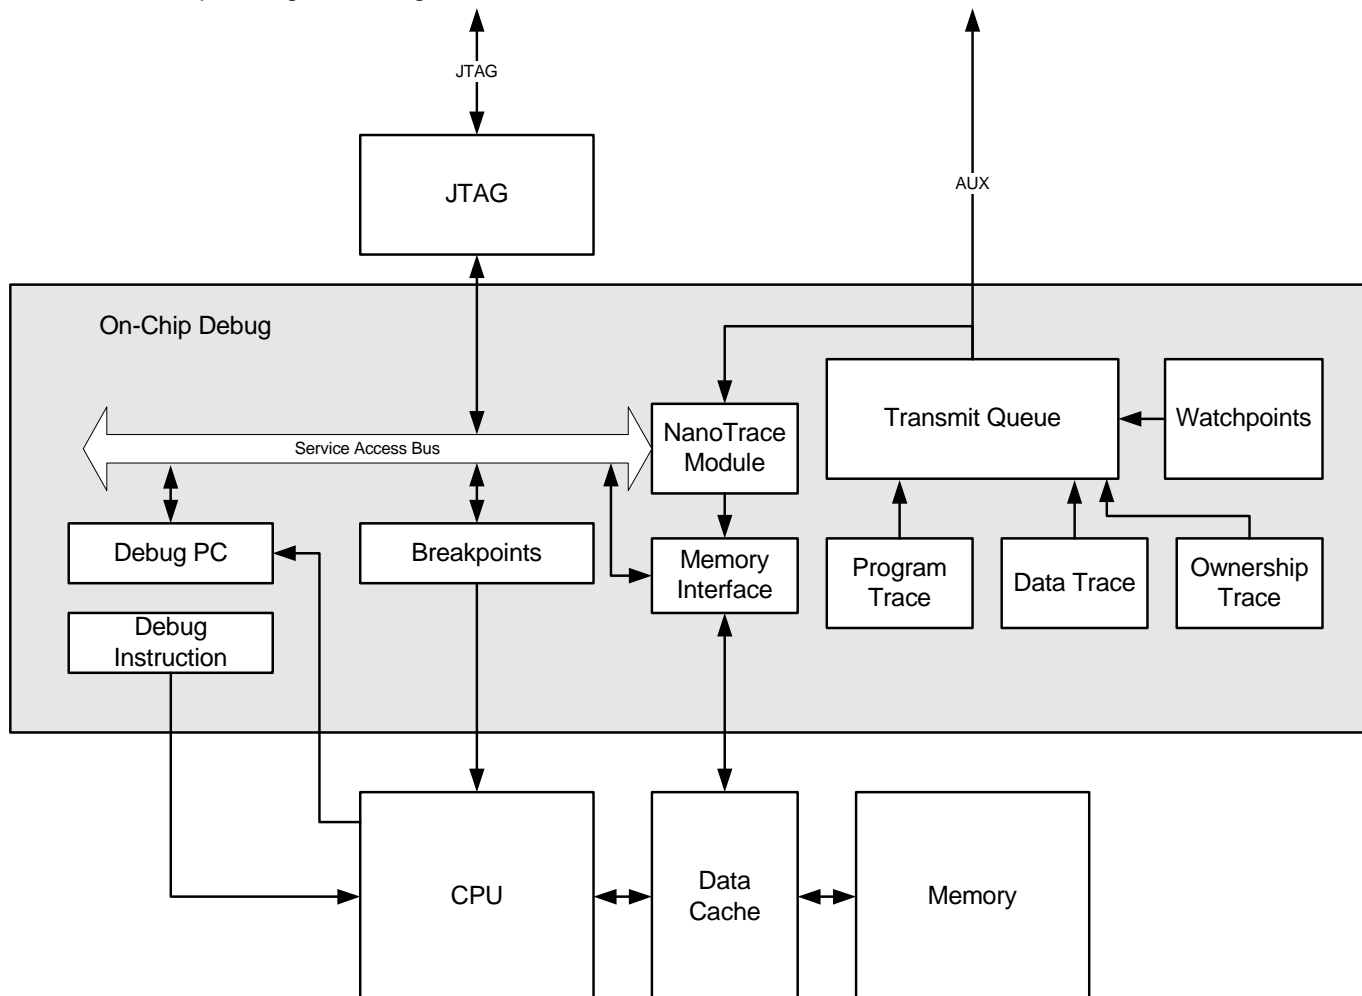 JTAG
JTAG
AUX
On-Chip Debug
Service Access Bus
NanoTrace
Module
Transmit Queue
Watchpoints
Debug PC
Breakpoints
Memory
Interface
Program
Trace
Data Trace
Ownership
Trace
Debug
Instruction
CPU
Data
Cache
Memory